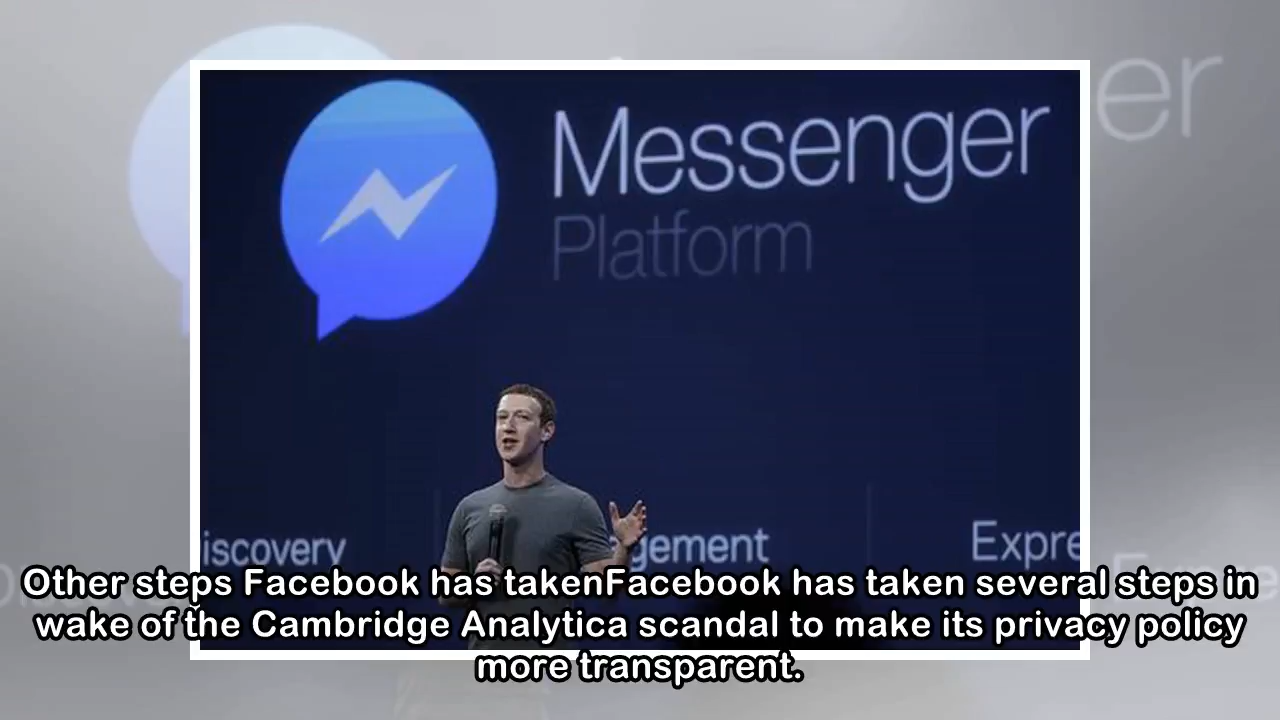 Messenger
er
Platform
iscovery
gement
Expre
Other steps Facebook has takenFacebook has taken several steps in
wake of the Cambridge Analytica scandal to make its privacy policy
more transparent.